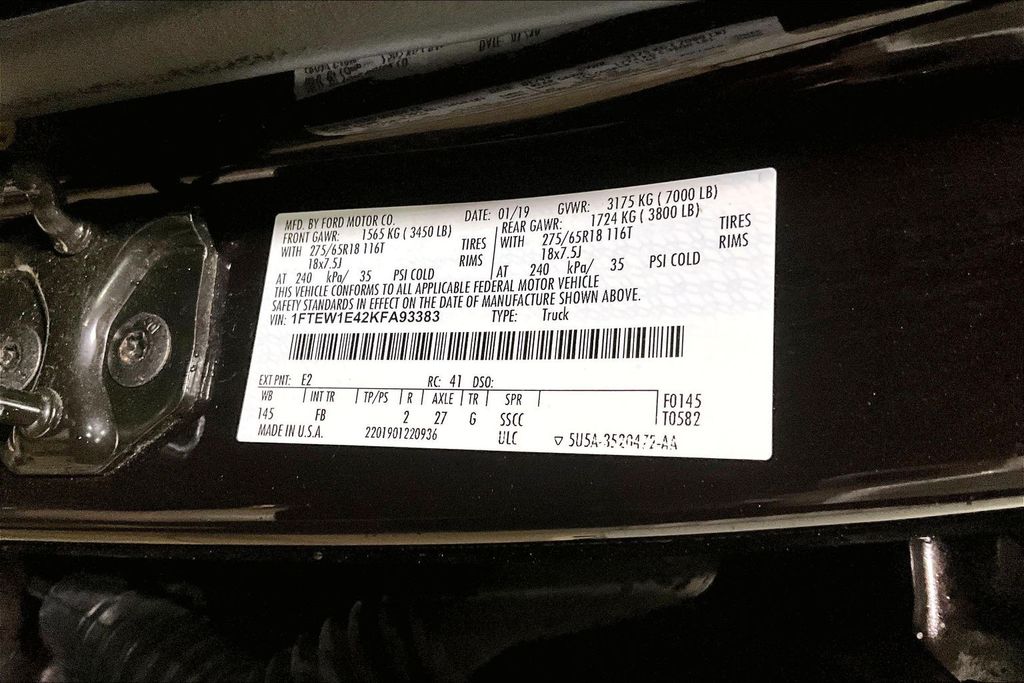 MFD. BY FORD MOTOR CO. DATE: 01/19 GVWR: 3175 KG ( 7000 LB)
FRONT GAWR: 1565 KG ( 3450 LB) REAR GAWR: 1724 KG ( 3800 LB)
WITH 275/65R18 116T TIRES WITH 275/65R18 116T TIRES
18x7.5J RIMS 18x7.5J RIMS
AT 240 kPa/ 35 PSI COLD AT 240 kPa/ 35 PSI COLD
THIS VEHICLE CONFORMS TO ALL APPLICABLE FEDERAL MOTOR VEHICLE
SAFETY STANDARDS IN EFFECT ON THE DATE OF MANUFACTURE SHOWN ABOVE.
VIN: 1FTEW1E42KFA93383 TYPE: Truck
EXT PNT: E2 RC: 41 DSO:
WB INT TR TP/PS R AXLE TR SPR F0145
145 FB 2 27 G SSCC T0582
MADE IN U.S.A. 2201901220936 ULC ▽ 5U5A-3520472-AA